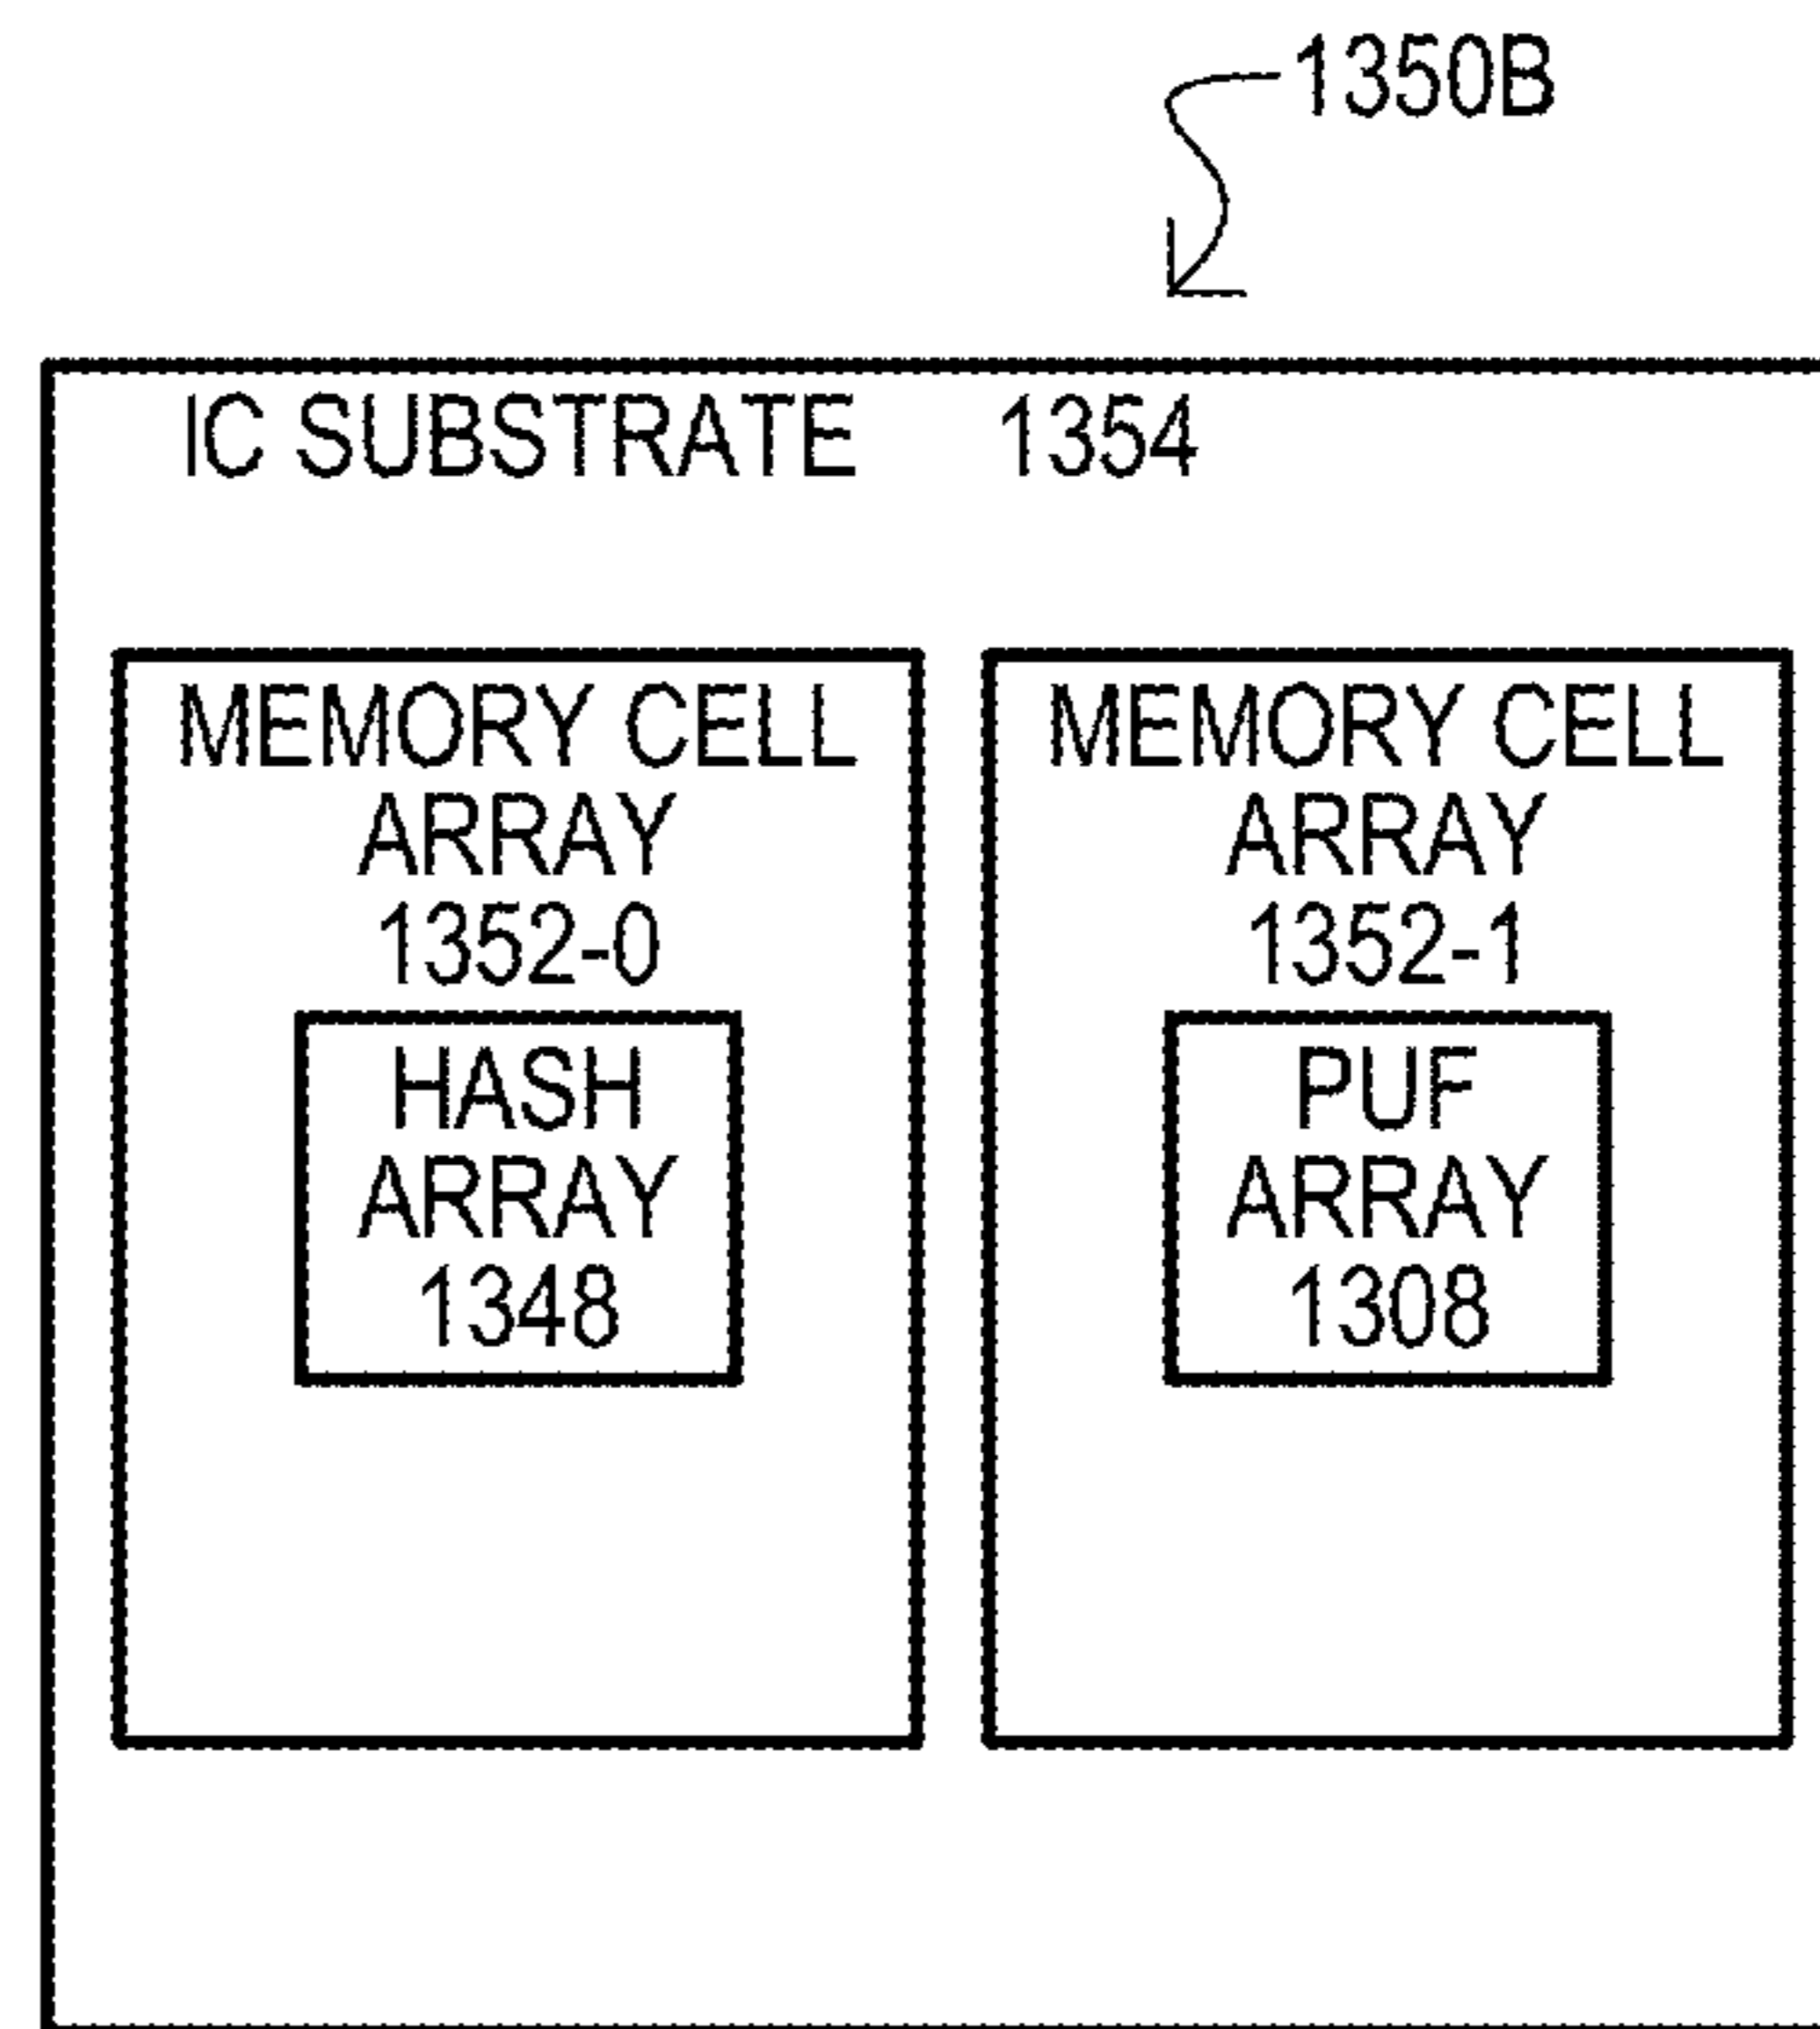 1350B
IC SUBSTRATE 1354
MEMORY CELL
ARRAY
1352-0
HASH
ARRAY
1348
MEMORY CELL
ARRAY
1352-1
PUF
ARRAY
1308